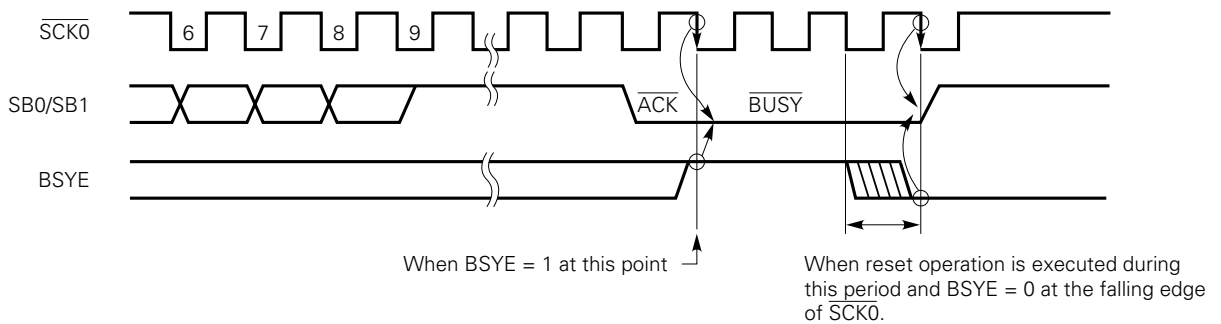 SCK0
6 7 8 9
SB0/SB1
ACK
BUSY
BSYE
When BSYE = 1 at this point
When reset operation is executed during
this period and BSYE = 0 at the falling edge
of SCK0.